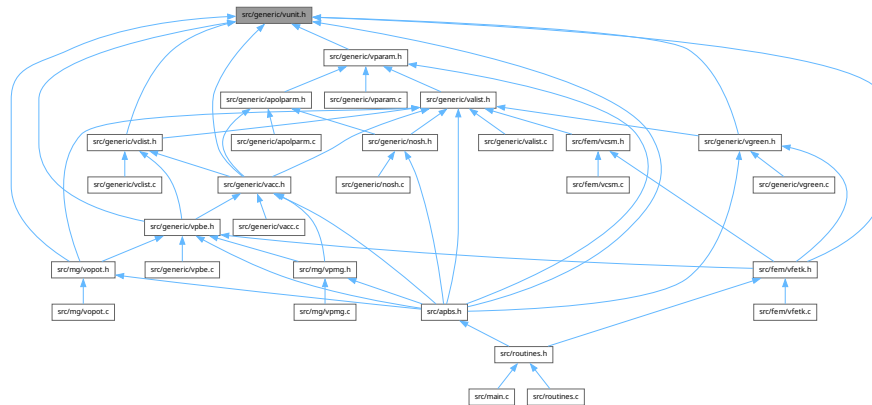 src/generic/vunit.h
src/generic/vparam.h
src/generic/apolparm.h
src/generic/vparam.c
src/generic/valist.h
src/generic/vclist.h
src/generic/apolparm.c
src/generic/nosh.h
src/generic/valist.c
src/fem/vcsm.h
src/generic/vgreen.h
src/generic/vclist.c
src/generic/vacc.h
src/generic/nosh.c
src/fem/vcsm.c
src/generic/vgreen.c
src/generic/vpbe.h
src/generic/vacc.c
src/mg/vopot.h
src/generic/vpbe.c
src/mg/vpmg.h
src/fem/vfetk.h
src/mg/vopot.c
src/mg/vpmg.c
src/apbs.h
src/fem/vfetk.c
src/routines.h
src/main.c
src/routines.c